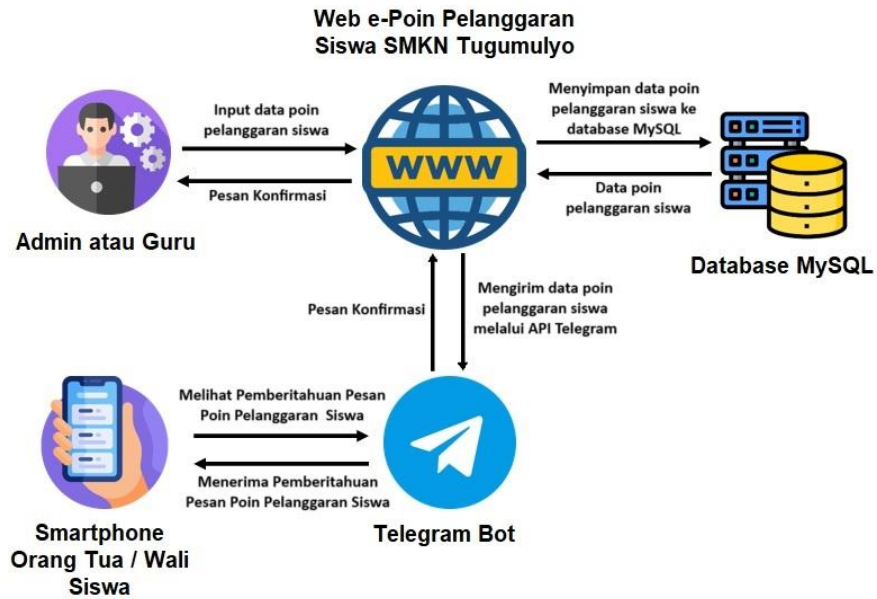 Web e-Poin Pelanggaran
Siswa SMKN Tugumulyo
Input data poin
pelanggaran siswa
Pesan Konfirmasi
Admin atau Guru
WWW
Menyimpan data poin
pelanggaran siswa ke
database MySQL
Data poin
pelanggaran siswa
Database MySQL
Pesan Konfirmasi
Mengirim data poin
pelanggaran siswa
melalui API Telegram
Melihat Pemberitahuan Pesan
Poin Pelanggaran Siswa
Menerima Pemberitahuan
Pesan Poin Pelanggaran Siswa
Smartphone
Orang Tua / Wali
Siswa
Telegram Bot